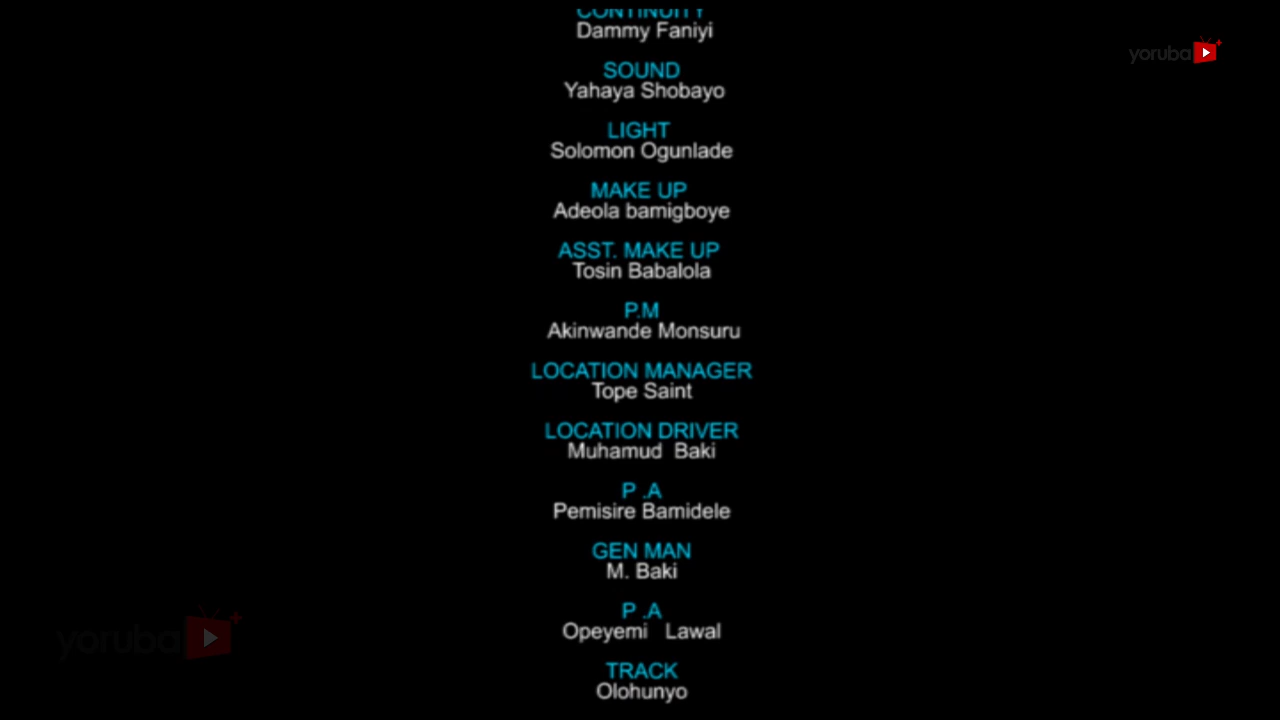 CONTINUITY
Dammy Faniyi
yoruba
SOUND
Yahaya Shobayo
LIGHT
Solomon Ogunlade
MAKE UP
Adeola bamigboye
ASST. MAKE UP
Tosin Babalola
P.M
Akinwande Monsuru
LOCATION MANAGER
Tope Saint
LOCATION DRIVER
Muhamud  Baki
P .A
Pemisire Bamidele
GEN MAN
M. Baki
P .A
Opeyemi   Lawal
yoruba
TRACK
Olohunyo